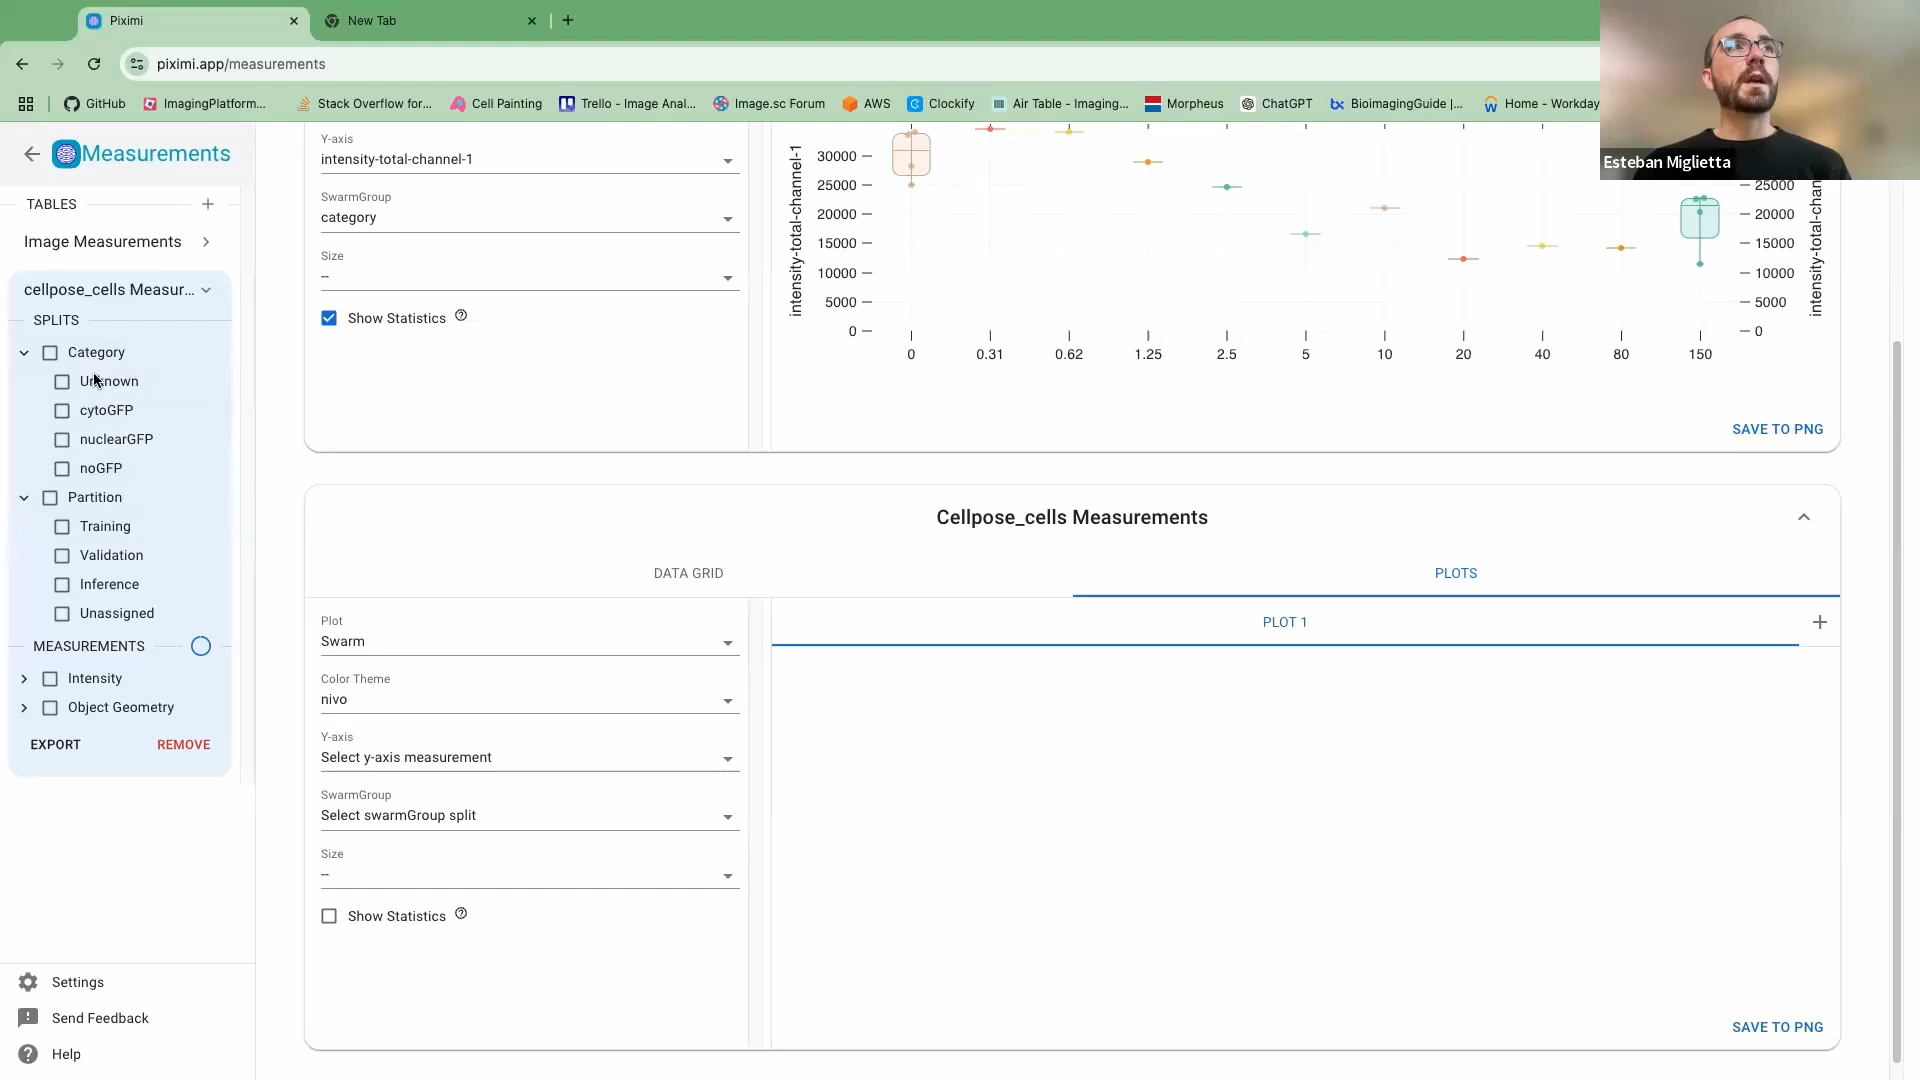 Piximi
New Tab
piximi.app/measurements
GitHub
ImagingPlatform...
Stack Overflow for...
Cell Painting
Trello - Image Anal...
Image.sc Forum
AWS
Clockify
Air Table - Imaging...
Morpheus
ChatGPT
BioimagingGuide |...
Home - Workday
Esteban Miglietta
Measurements
TABLES
Image Measurements
cellpose_cells Measur...
SPLITS
Category
Unknown
cytoGFP
nuclearGFP
noGFP
Partition
Training
Validation
Inference
Unassigned
MEASUREMENTS
Intensity
Object Geometry
EXPORT
REMOVE
Settings
Send Feedback
Help
Y-axis
intensity-total-channel-1
SwarmGroup
category
Size
--
Show Statistics
intensity-total-channel-1
30000
25000
20000
15000
10000
5000
0
0 0.31 0.62 1.25 2.5 5 10 20 40 80 150
25000
20000
15000
10000
5000
0
intensity-total-chan
SAVE TO PNG
Cellpose_cells Measurements
DATA GRID
PLOTS
Plot
Swarm
Color Theme
nivo
Y-axis
Select y-axis measurement
SwarmGroup
Select swarmGroup split
Size
--
Show Statistics
PLOT 1
SAVE TO PNG